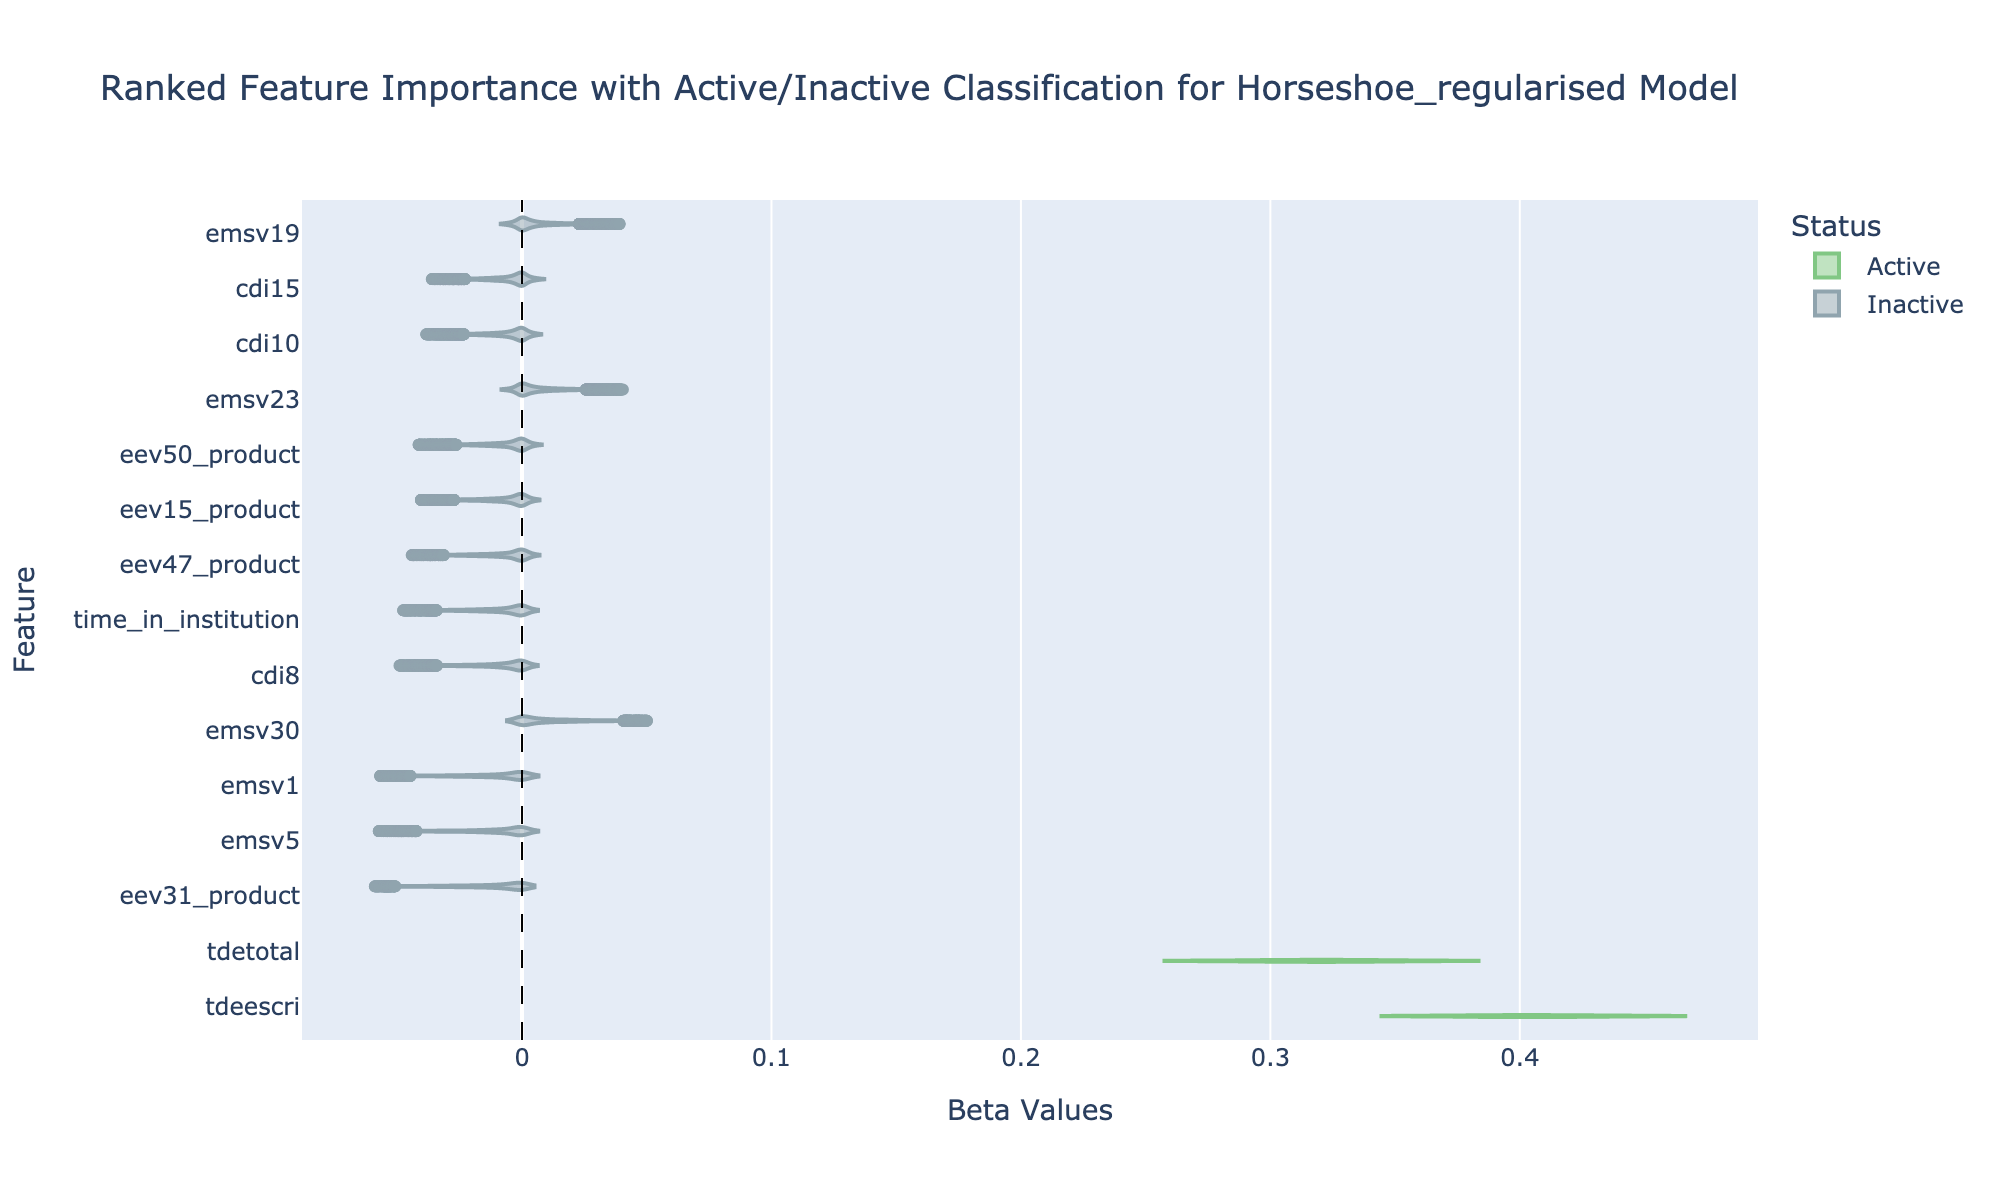 Ranked Feature Importance with Active/Inactive Classification for Horseshoe_regularised Model
Status
Active
Inactive
Feature
emsv19
cdi15
cdi10
emsv23
eev50_product
eev15_product
eev47_product
time_in_institution
cdi8
emsv30
emsv1
emsv5
eev31_product
tdetotal
tdeescri
0 0.1 0.2 0.3 0.4
Beta Values